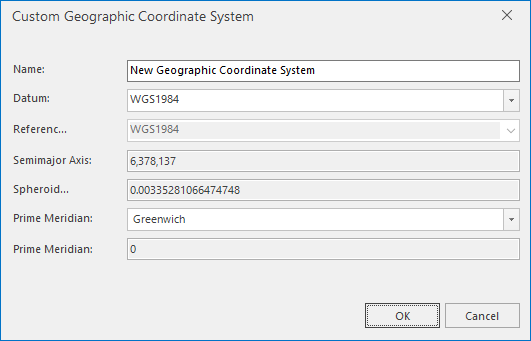 Custom Geographic Coordinate System
Name: New Geographic Coordinate System
Datum: WGS1984
Referenc... WGS1984
Semimajor Axis: 6,378,137
Spheroid... 0.00335281066474748
Prime Meridian: Greenwich
Prime Meridian: 0
OK Cancel